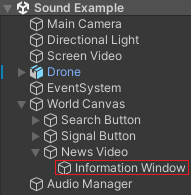 Sound Example
Main Camera
Directional Light
Screen Video
Drone
EventSystem
World Canvas
Search Button
Signal Button
News Video
Information Window
Audio Manager